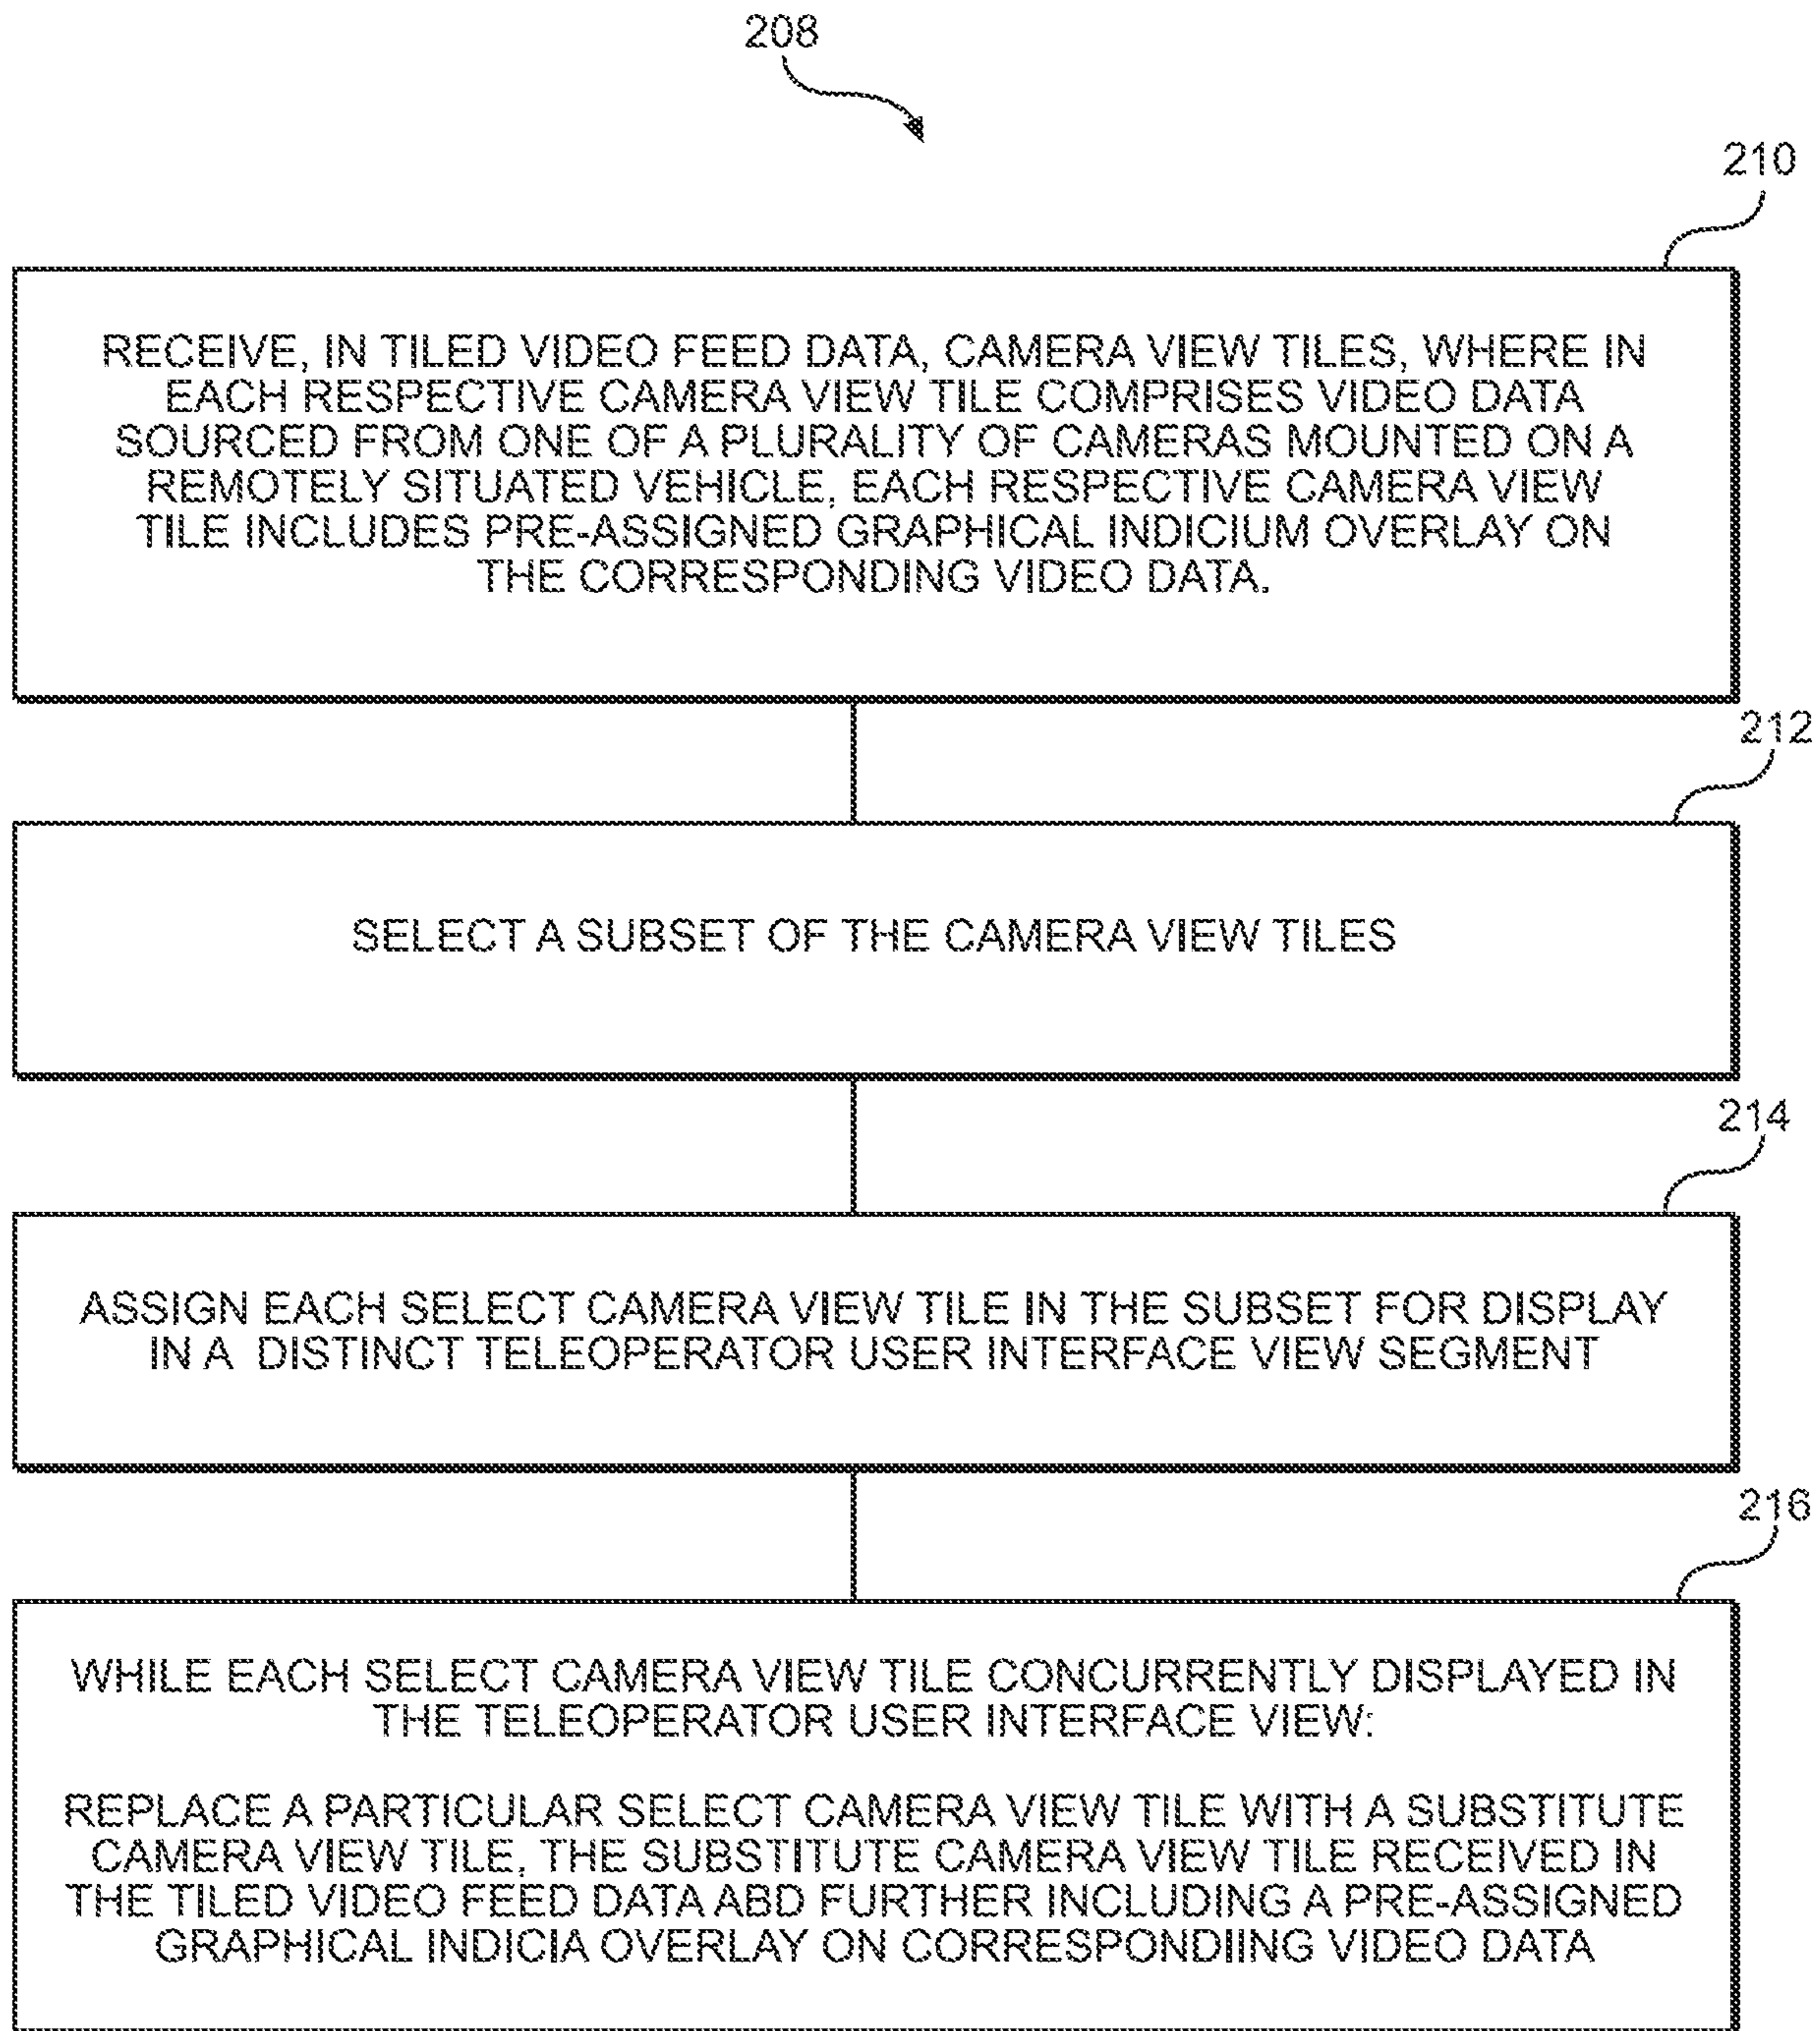 208
210
RECEIVE, IN TILED VIDEO FEED DATA, CAMERA VIEW TILES, WHERE IN
EACH RESPECTIVE CAMERA VIEW TILE COMPRISES VIDEO DATA
SOURCED FROM ONE OF A PLURALITY OF CAMERAS MOUNTED ON A
REMOTELY SITUATED VEHICLE, EACH RESPECTIVE CAMERA VIEW
TILE INCLUDES PRE-ASSIGNED GRAPHICAL INDICIUM OVERLAY ON
THE CORRESPONDING VIDEO DATA.
212
SELECT A SUBSET OF THE CAMERA VIEW TILES
214
ASSIGN EACH SELECT CAMERA VIEW TILE IN THE SUBSET FOR DISPLAY
IN A DISTINCT TELEOPERATOR USER INTERFACE VIEW SEGMENT
216
WHILE EACH SELECT CAMERA VIEW TILE CONCURRENTLY DISPLAYED IN
THE TELEOPERATOR USER INTERFACE VIEW:
REPLACE A PARTICULAR SELECT CAMERA VIEW TILE WITH A SUBSTITUTE
CAMERA VIEW TILE, THE SUBSTITUTE CAMERA VIEW TILE RECEIVED IN
THE TILED VIDEO FEED DATA ABD FURTHER INCLUDING A PRE-ASSIGNED
GRAPHICAL INDICIA OVERLAY ON CORRESPONDIING VIDEO DATA